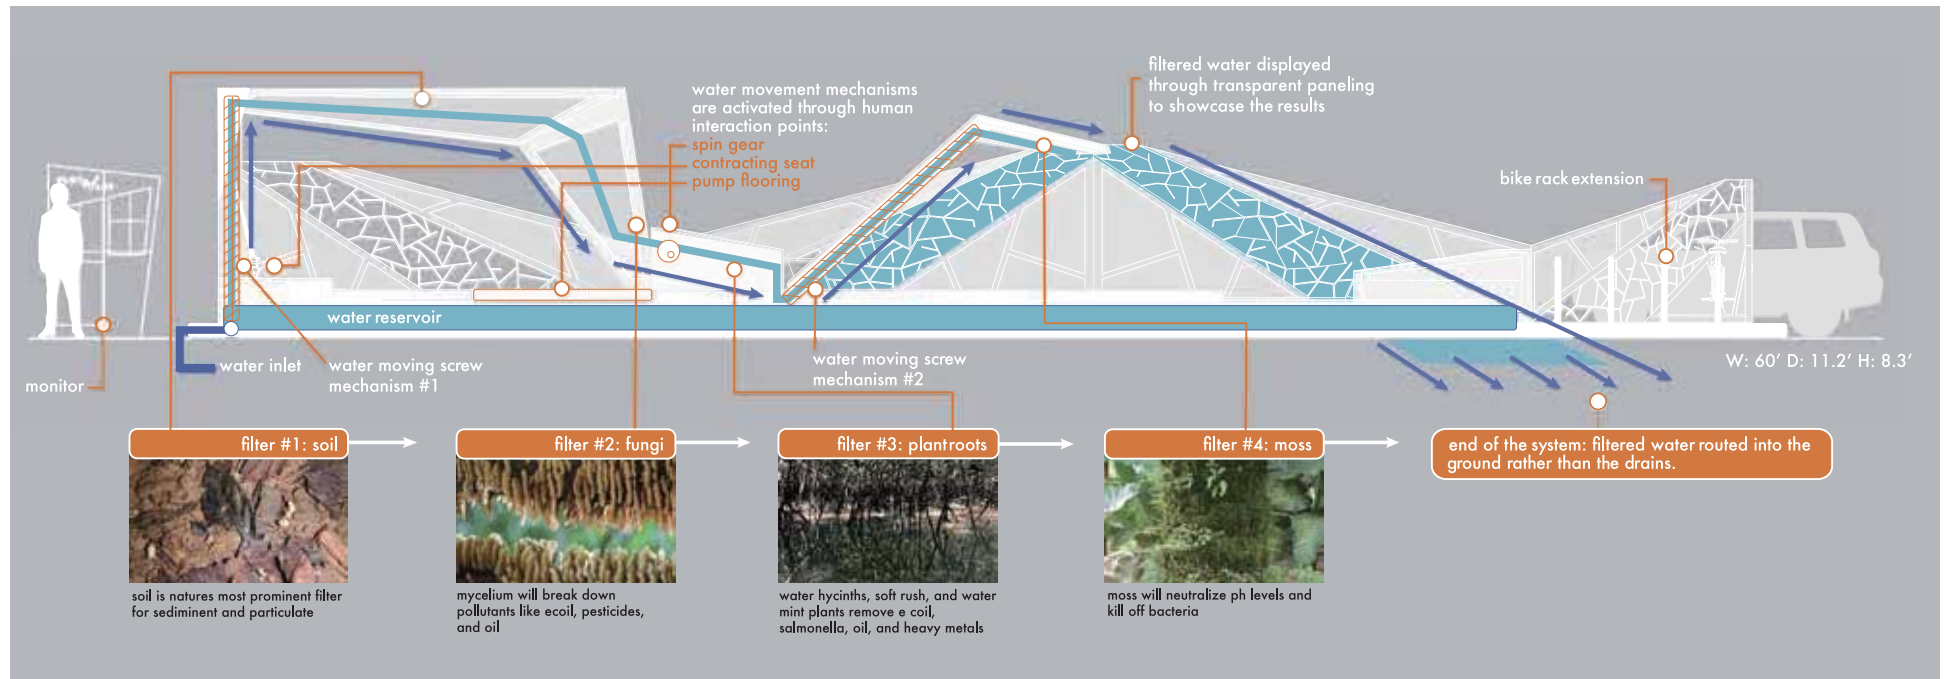 water movement mechanisms
are activated through human
interaction points:
spin gear
contracting seat
pump flooring
filtered water displayed
through transparent paneling
to showcase the results
bike rack extension
water reservoir
monitor
water inlet
water moving screw
mechanism #1
water moving screw
mechanism #2
W: 60' D: 11.2' H: 8.3'
filter #1: soil
soil is natures most prominent filter
for sediminent and particulate
filter #2: fungi
mycelium will break down
pollutants like ecoil, pesticides,
and oil
filter #3: plantroots
water hycinths, soft rush, and water
mint plants remove e coil,
salmonella, oil, and heavy metals
filter #4: moss
moss will neutralize ph levels and
kill off bacteria
end of the system: filtered water routed into the
ground rather than the drains.